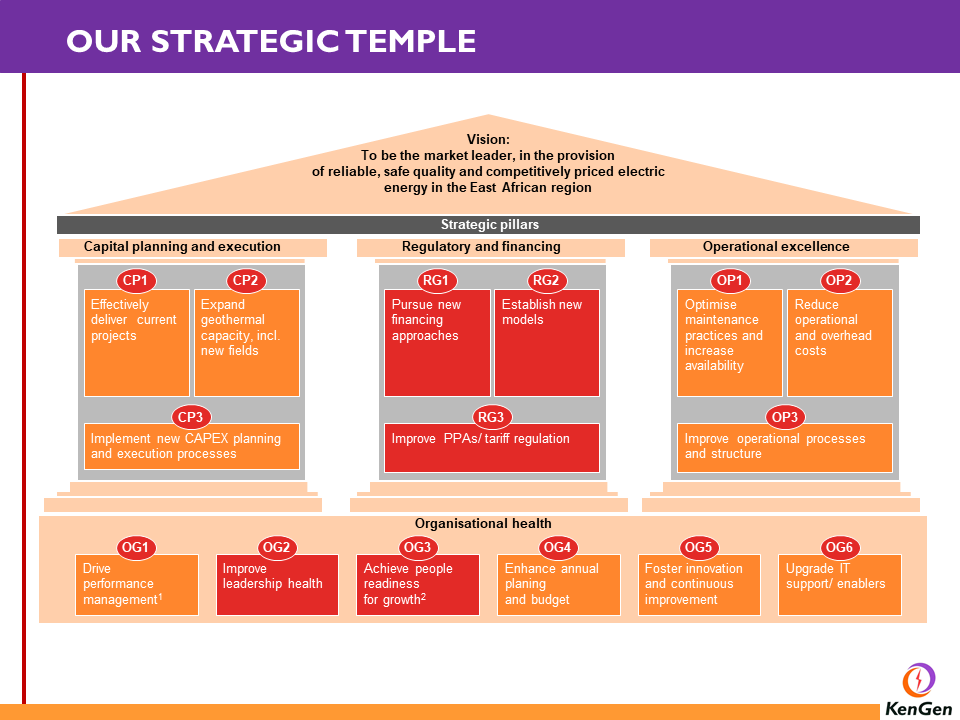 OUR STRATEGIC TEMPLE
Vision:
To be the market leader, in the provision
of reliable, safe quality and competitively priced electric
energy in the East African region
Strategic pillars
Capital planning and execution
CP1
Effectively
deliver current
projects
CP2
Expand
geothermal
capacity, incl.
new fields
CP3
Implement new CAPEX planning
and execution processes
Regulatory and financing
RG1
Pursue new
financing
approaches
RG2
Establish new
models
RG3
Improve PPAs/ tariff regulation
Operational excellence
OP1
Optimise
maintenance
practices and
increase
availability
OP2
Reduce
operational
and overhead
costs
OP3
Improve operational processes
and structure
Organisational health
OG1
Drive
performance
management1
OG2
Improve
leadership health
OG3
Achieve people
readiness
for growth2
OG4
Enhance annual
planing
and budget
OG5
Foster innovation
and continuous
improvement
OG6
Upgrade IT
support/ enablers
KenGen